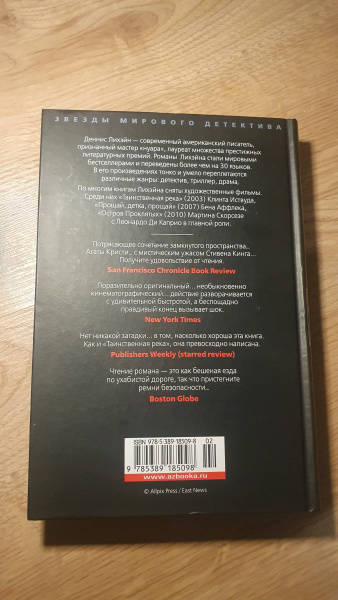 ЗВЕЗДЫ МИРОВОГО ДЕТЕКТИВА
Деннис Лихэйн — современный американский писатель,
признанный мастер «нуара», лауреат множества престижных
литературных премий. Романы Лихэйна стали мировыми
бестселлерами и переведены более чем на 30 языков.
В его произведениях тонко и умело переплетаются
различные жанры: детектив, триллер, драма.
По многим книгам Лихэйна сняты художественные фильмы.
Среди них «Таинственная река» (2003) Клинта Иствуда,
«Прощай, детка, прощай» (2007) Бена Аффлека,
«Остров Проклятых» (2010) Мартина Скорсезе
с Леонардо Ди Каприо в главной роли.
Потрясающее сочетание замкнутого пространства...
Агаты Кристи... с мистическим ужасом Стивена Кинга...
Получите удовольствие от чтения.
San Francisco Chronicle Book Review
Поразительно оригинальный... необыкновенно
кинематографический... действие разворачивается
с удивительной быстротой, а беспощадно
правдивый конец вызывает шок.
New York Times
Нет никакой загадки... в том, насколько хороша эта книга.
Как и «Таинственная река», она превосходно написана.
Publishers Weekly (starred review)
Чтение романа — это как бешеная езда
по ухабистой дороге, так что пристегните
ремни безопасности...
Boston Globe
ISBN 978-5-389-18509-8
02
9 785389 185098
www.azbooka.ru
© Allpix Press / East News